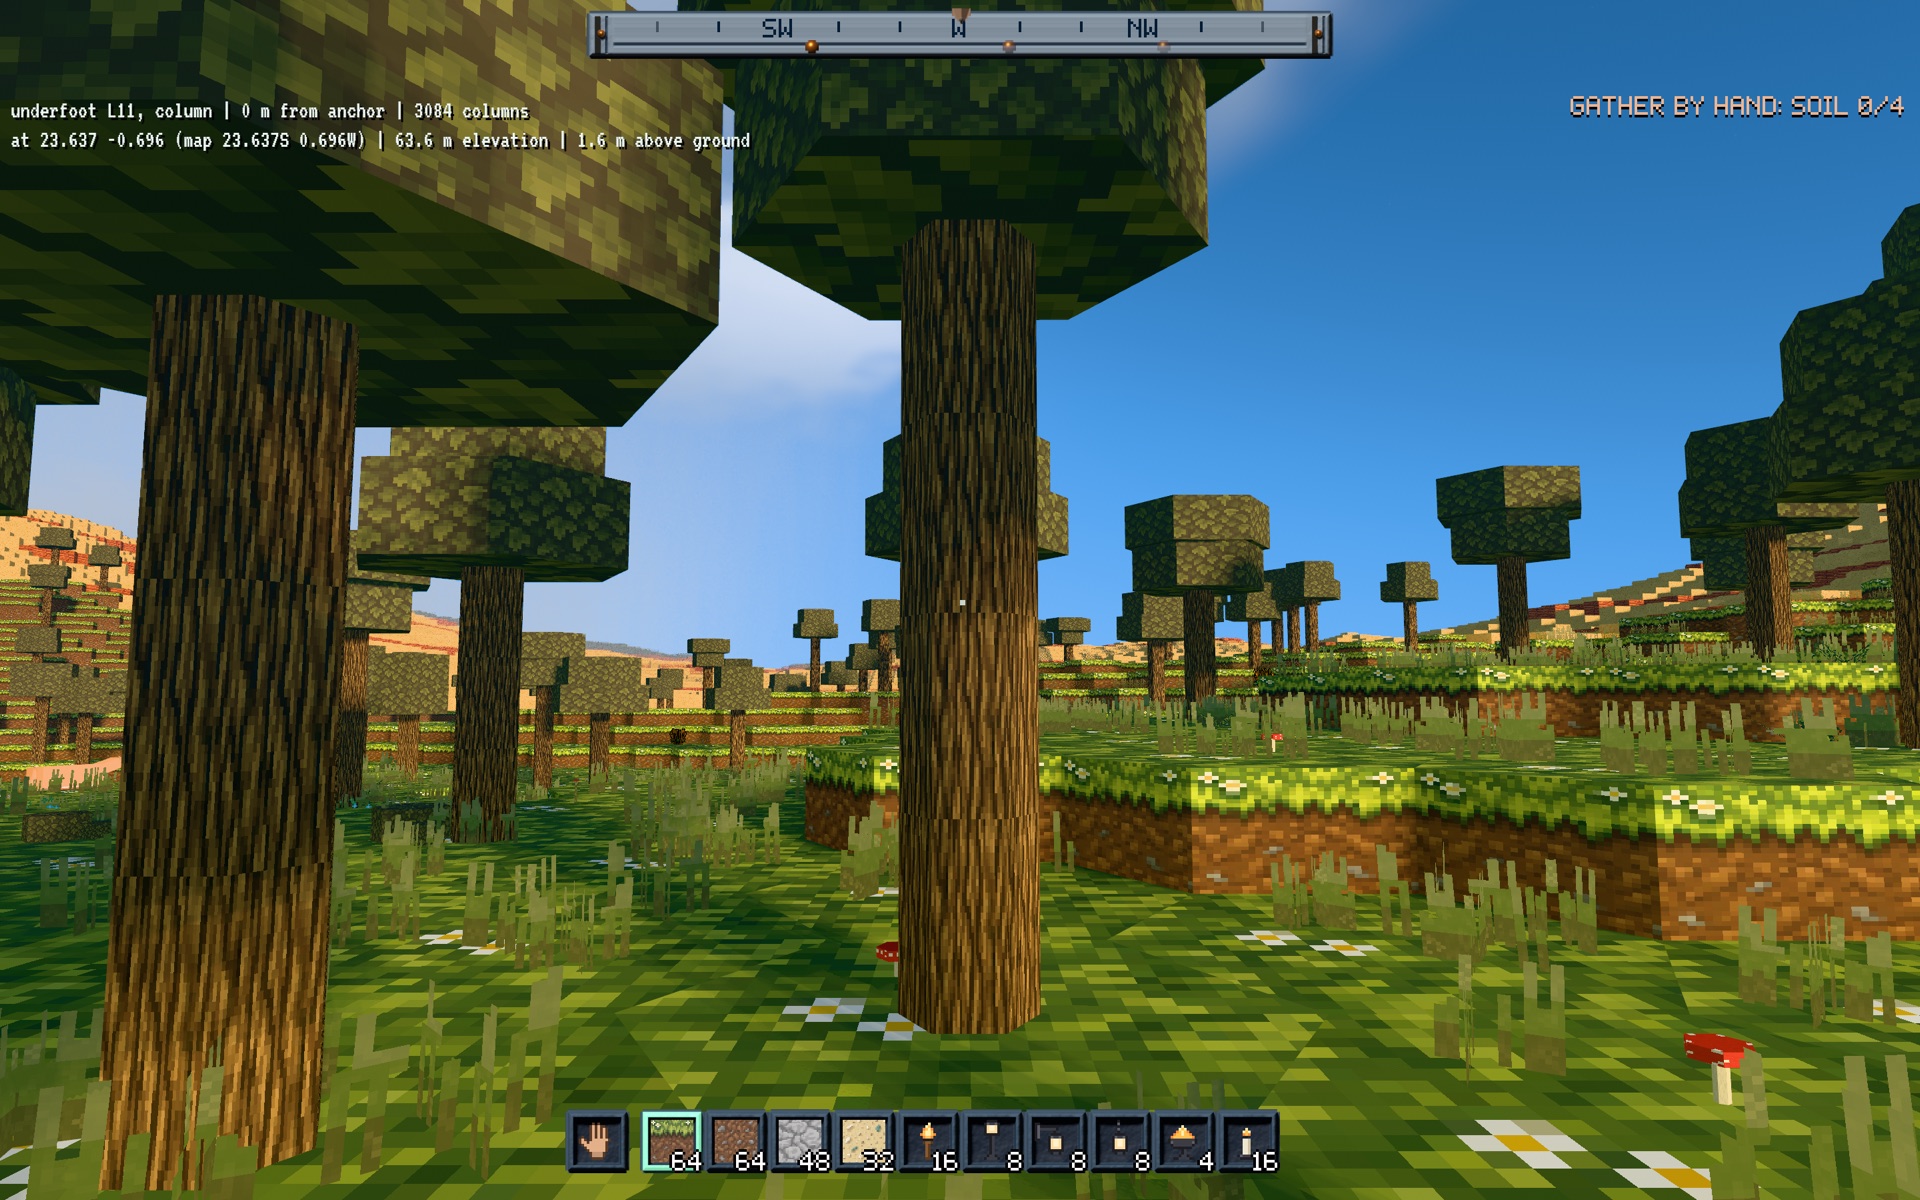 SW W NW
underfoot L11, column | 0 m from anchor | 3084 columns
GATHER BY HAND: SOIL 0/4
at 23.637 -0.696 (map 23.637S 0.696W) | 63.6 m elevation | 1.6 m above ground
64 64 48 32 16 8 8 8 4 16